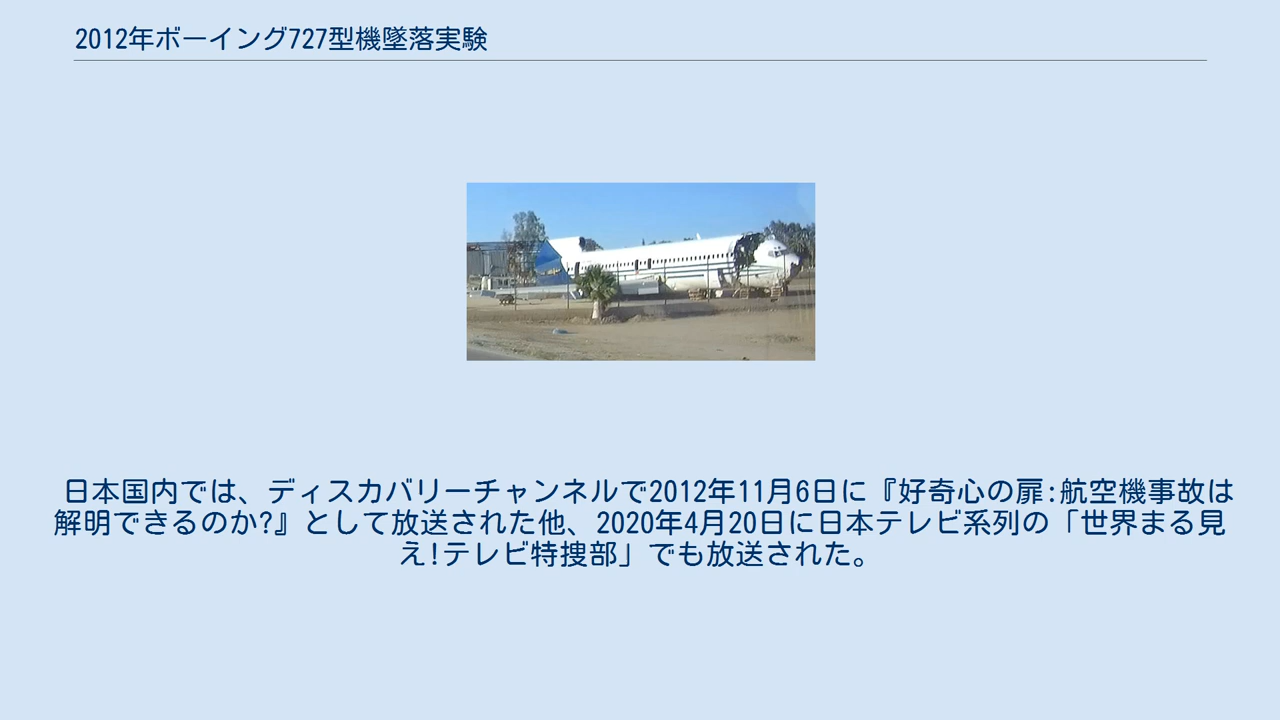 2012年ボーイング727型機墜落実験
日本国内では、ディスカバリーチャンネルで2012年11月6日に『好奇心の扉:航空機事故は
解明できるのか?』として放送された他、2020年4月20日に日本テレビ系列の「世界まる見
え!テレビ特捜部」でも放送された。